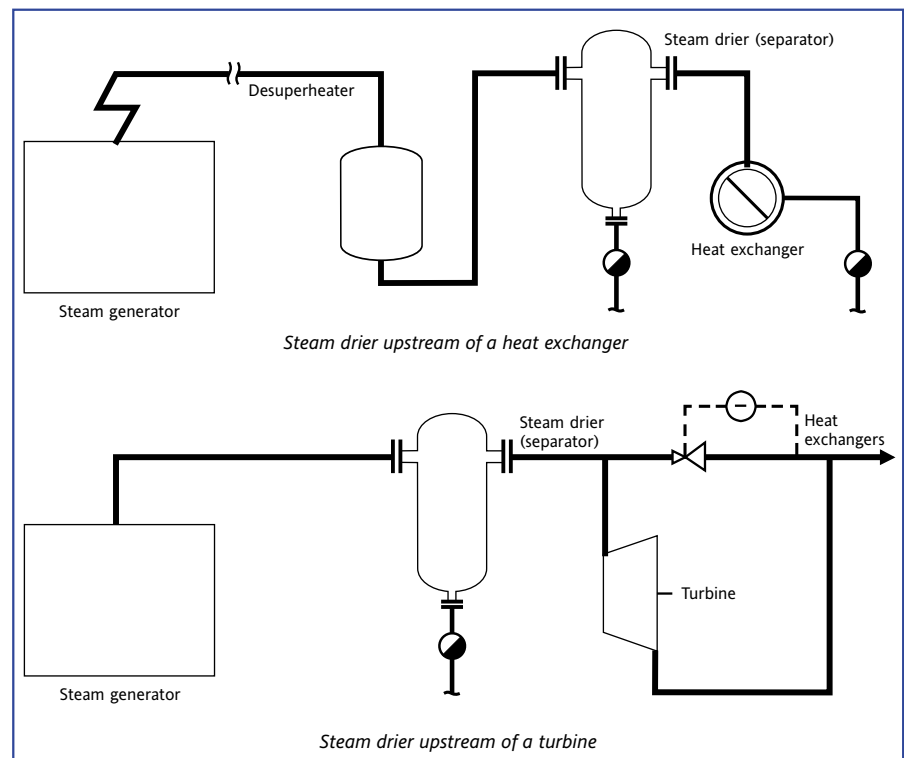 Steam drier (separator)
Desuperheater
Heat exchanger
Steam generator
Steam drier upstream of a heat exchanger
Steam drier
(separator)
Heat
exchangers
Turbine
Steam generator
Steam drier upstream of a turbine